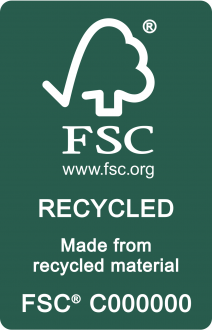 ®
FSC
www.fsc.org
RECYCLED
Made from
recycled material
FSC® C000000